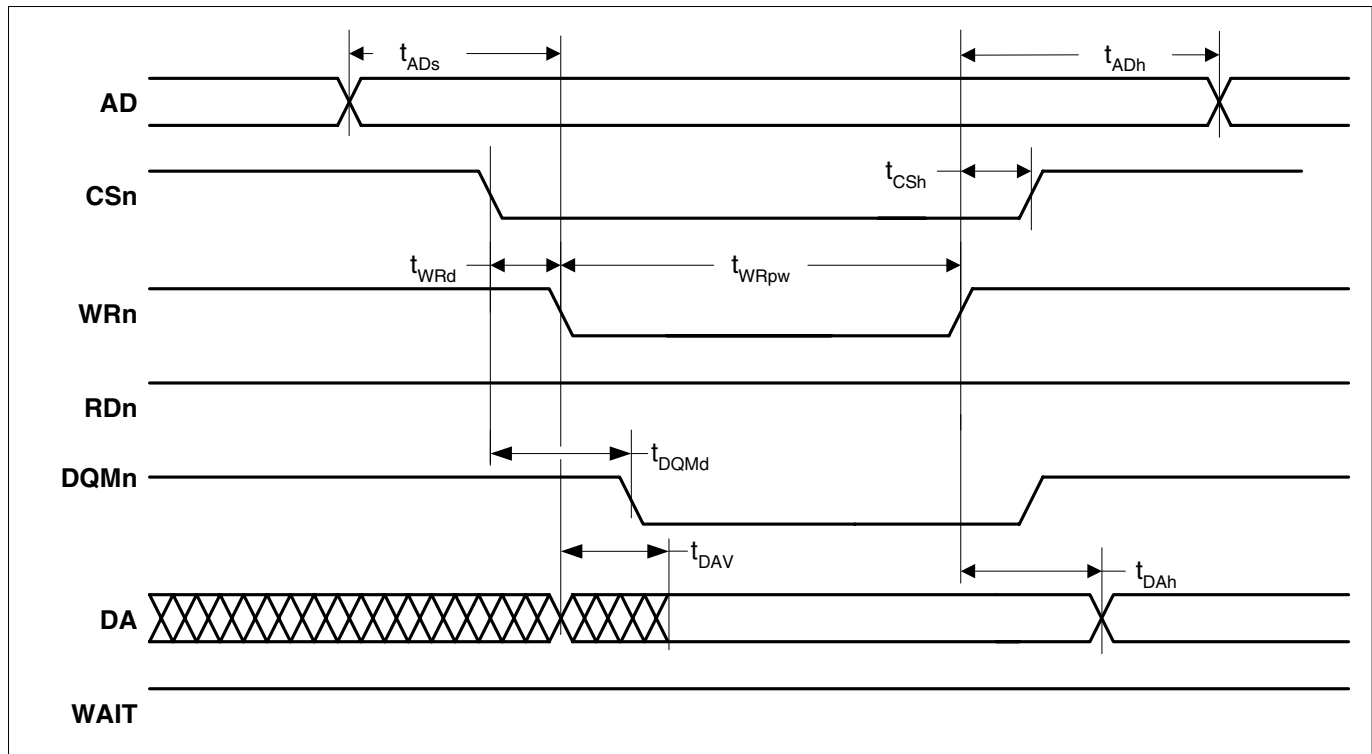 tADs
tADh
AD
tCSh
CSn
tWRd
tWRpw
WRn
RDn
tDQMd
DQMn
tDAV
tDAh
DA
WAIT